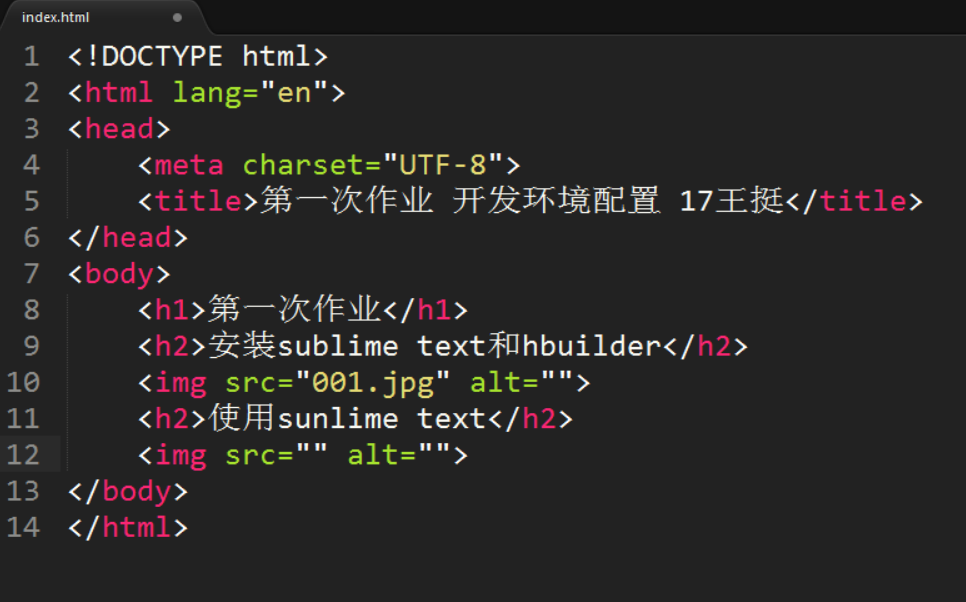 index.html
1 <!DOCTYPE html>
2 <html lang="en">
3 <head>
4     <meta charset="UTF-8">
5     <title>第一次作业 开发环境配置 17王挺</title>
6 </head>
7 <body>
8     <h1>第一次作业</h1>
9     <h2>安装sublime text和hbuilder</h2>
10     <img src="001.jpg" alt="">
11     <h2>使用sunlime text</h2>
12     <img src="" alt="">
13 </body>
14 </html>